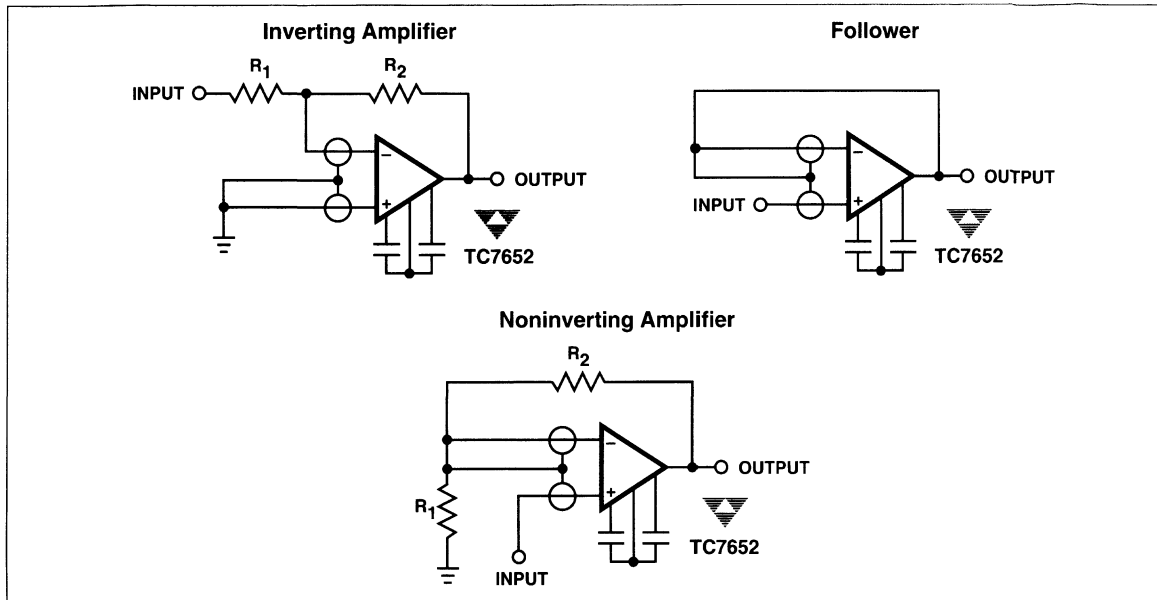 Inverting Amplifier
R1
R2
INPUT
−
+
OUTPUT
TC7652
Follower
−
+
INPUT
OUTPUT
TC7652
Noninverting Amplifier
R2
−
+
OUTPUT
R1
INPUT
TC7652